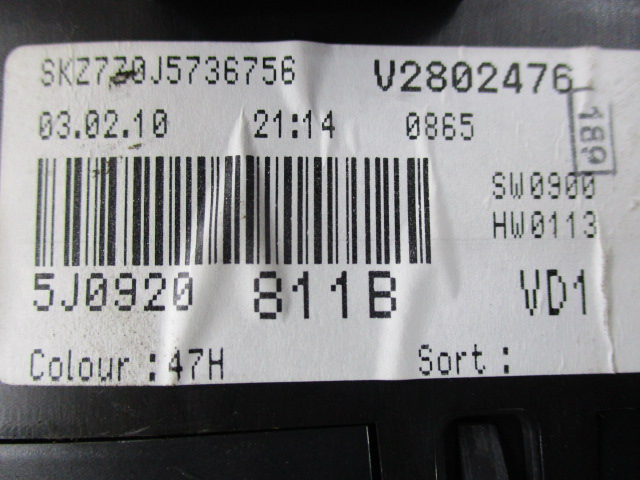 SKZ7Z0J5736756 V2802476
03.02.10 21:14 0865
189
SW0900
HW0113
5J0920 811B VD1
Colour : 47H Sort :